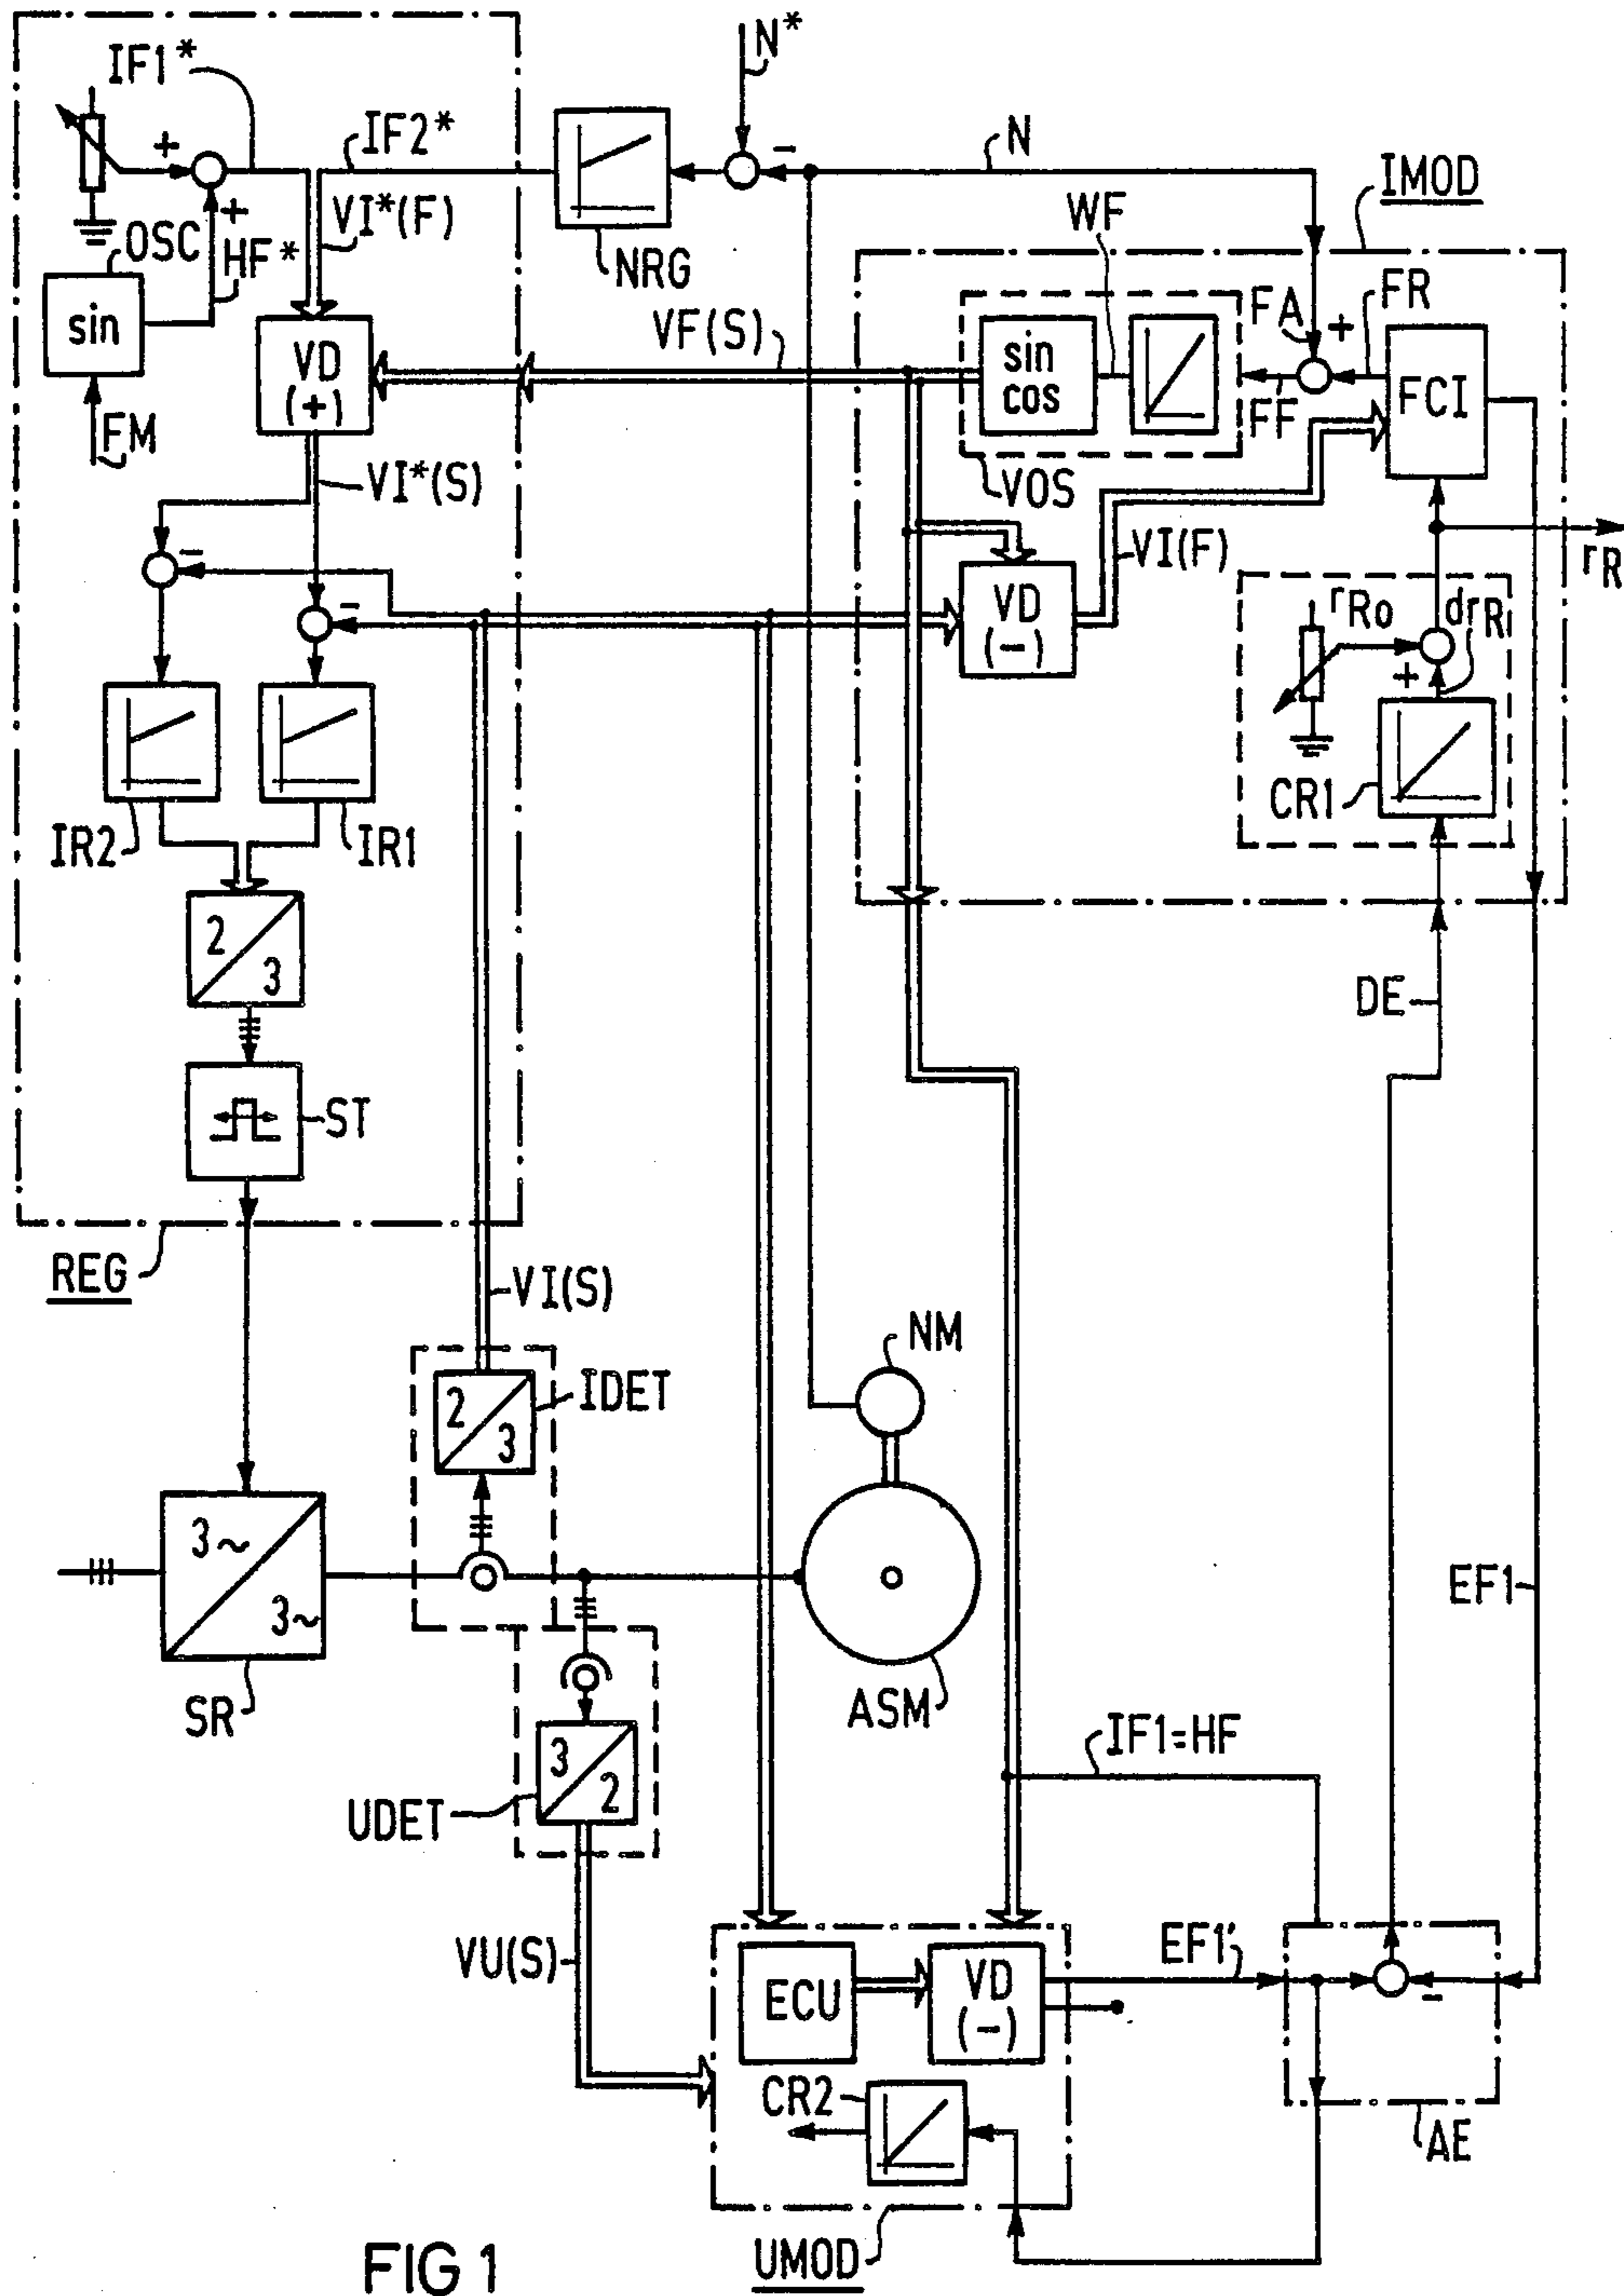 N*
IF1*
IF2*
N
IMOD
+
-
VI*(F)
WF
+
OSC
HF*
NRG
FA
+
FR
sin
VD
(+)
VF(S)
sin
cos
FF
FCI
FM
VI*(S)
VOS
-
VI(F)
rR
-
VD
(-)
rRo
drR
+
CR1
IR2
IR1
2
3
DE
ST
REG
VI(S)
NM
2
3
IDET
3~
3~
EF1
SR
ASM
IF1=HF
3
2
UDET
VU(S)
EF1'
ECU
VD
(-)
-
CR2
AE
UMOD
FIG 1